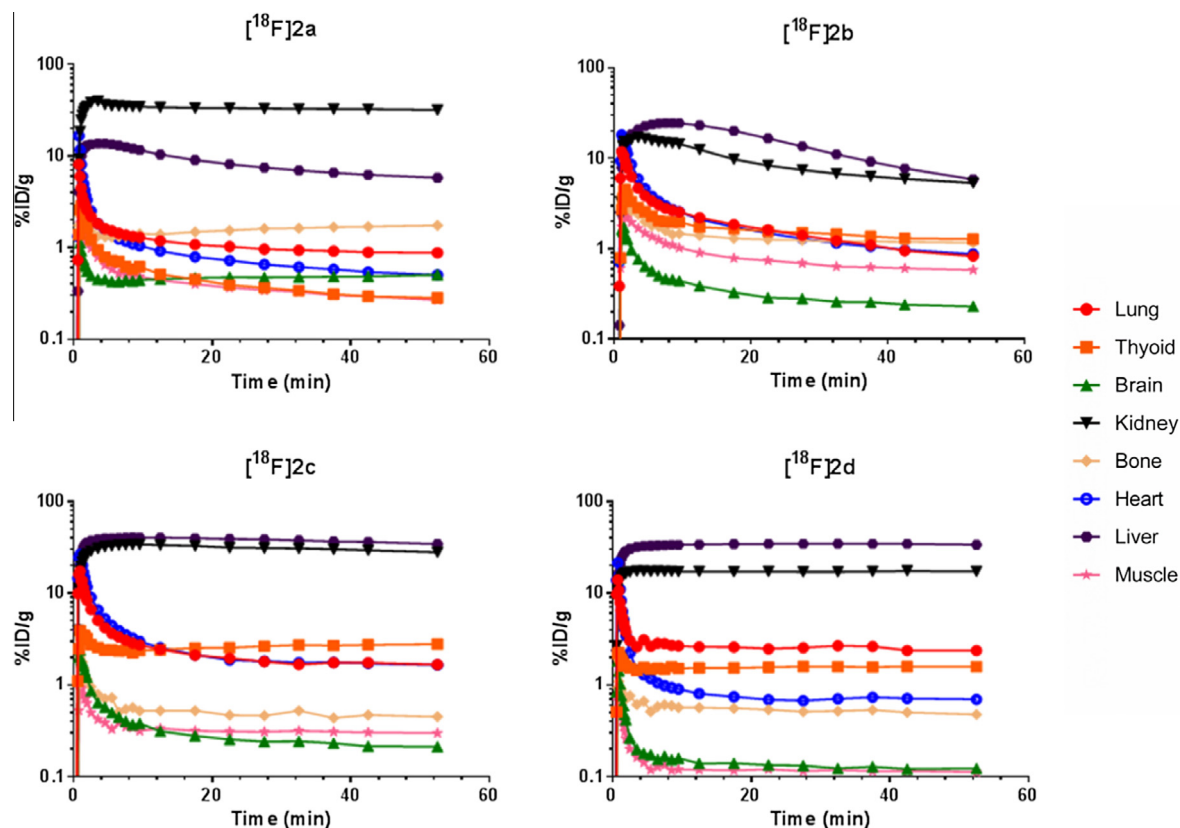 [¹⁸F]2a
[¹⁸F]2b
%ID/g
100
10
1
0.1
0
20
40
60
Time (min)
%ID/g
100
10
1
0.1
0
20
40
60
Time (min)
Lung
Thyoid
Brain
Kidney
Bone
Heart
Liver
Muscle
[¹⁸F]2c
[¹⁸F]2d
%ID/g
100
10
1
0.1
0
20
40
60
Time (min)
%ID/g
100
10
1
0.1
0
20
40
60
Time (min)